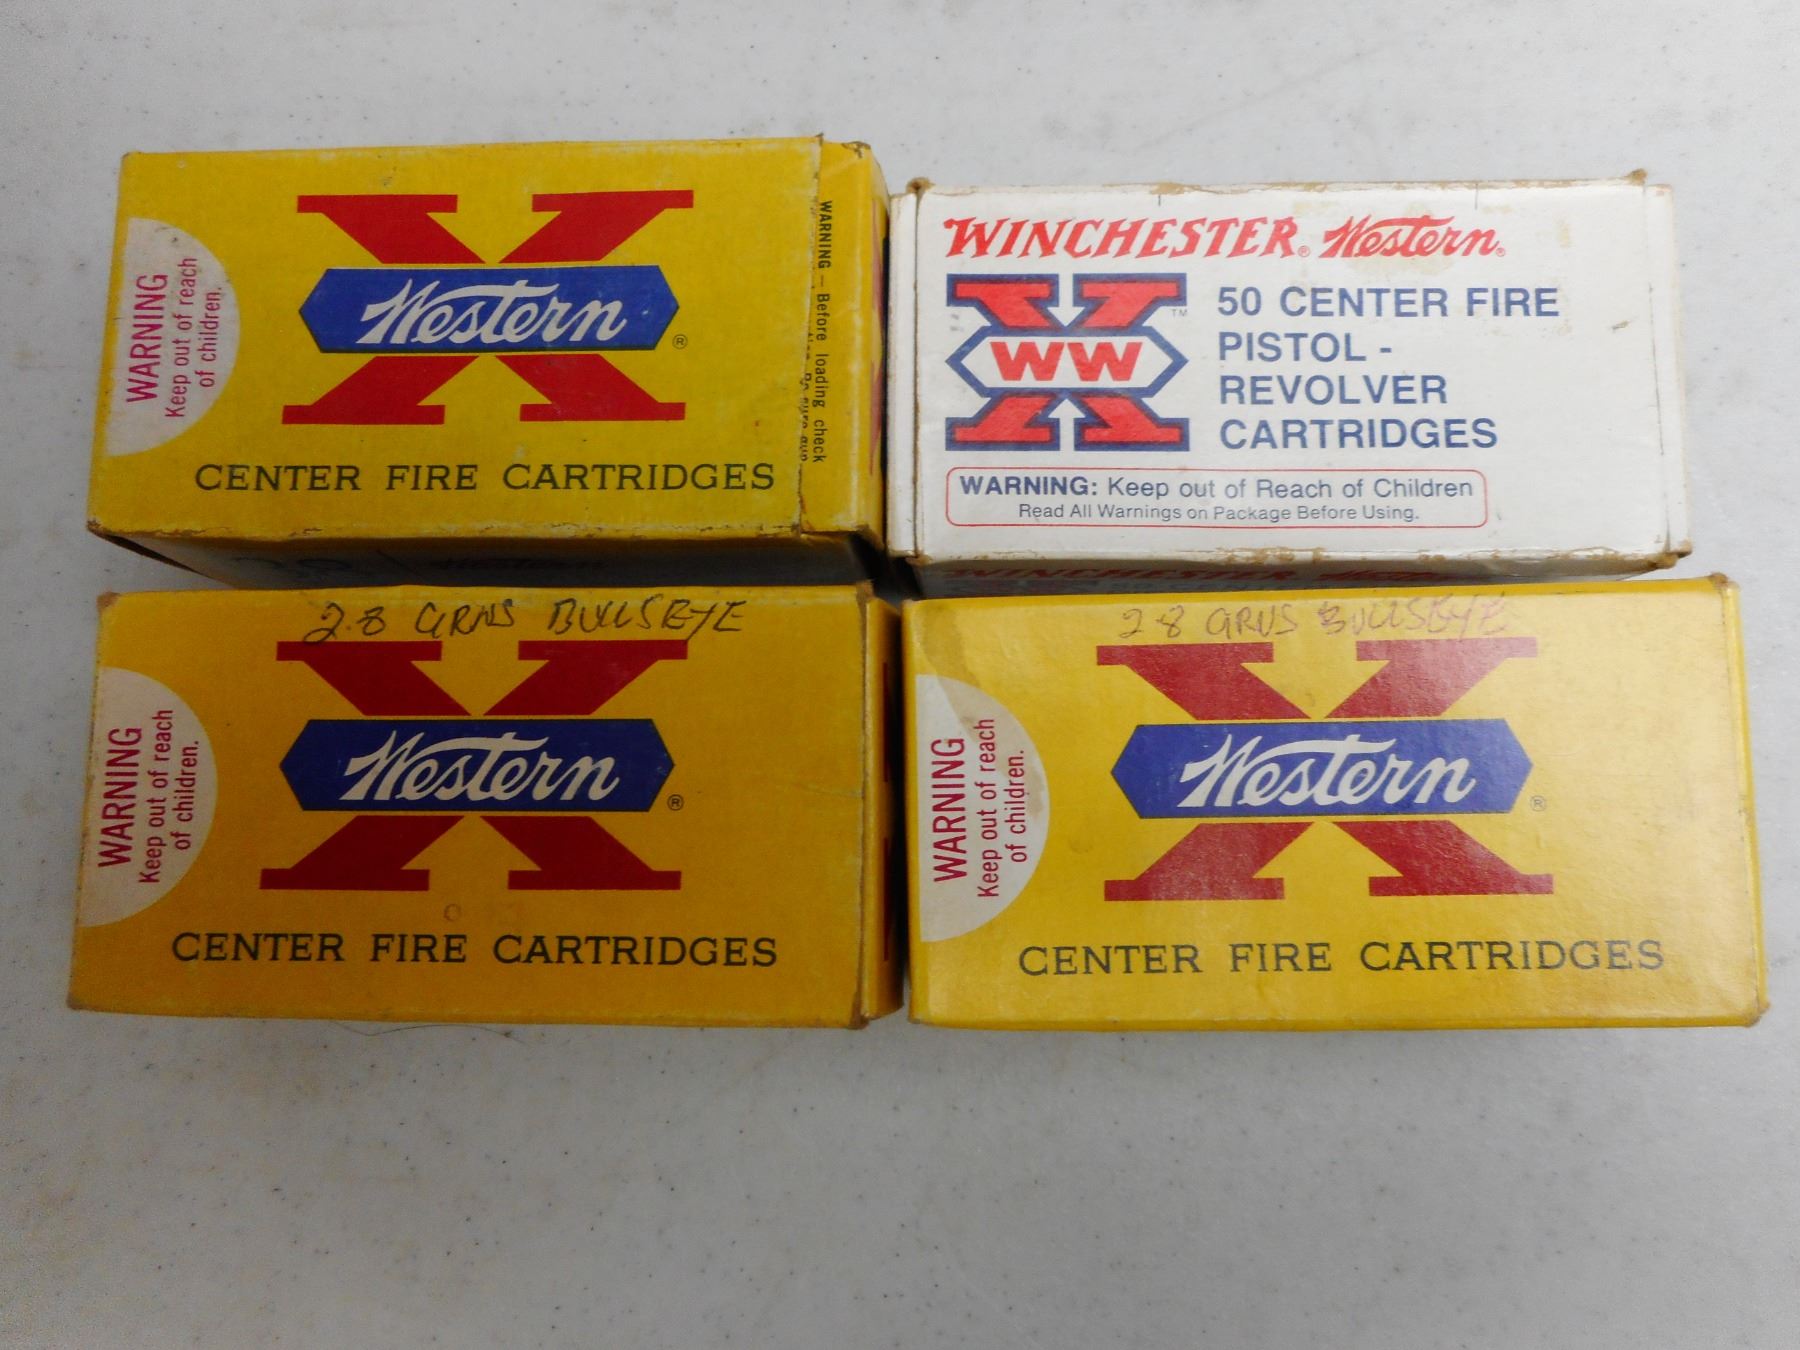 WARNING
Keep out of reach
of children.
Western®
CENTER FIRE CARTRIDGES
WARNING – Before loading check
WINCHESTER® Western®
WW
TM
50 CENTER FIRE
PISTOL -
REVOLVER
CARTRIDGES
WARNING: Keep out of Reach of Children
Read All Warnings on Package Before Using.
38
WINCHESTER
2.8 GRNS BULLSEYE
WARNING
Keep out of reach
of children.
Western®
CENTER FIRE CARTRIDGES
2.8 GRNS BULLSEYE
WARNING
Keep out of reach
of children.
Western®
CENTER FIRE CARTRIDGES